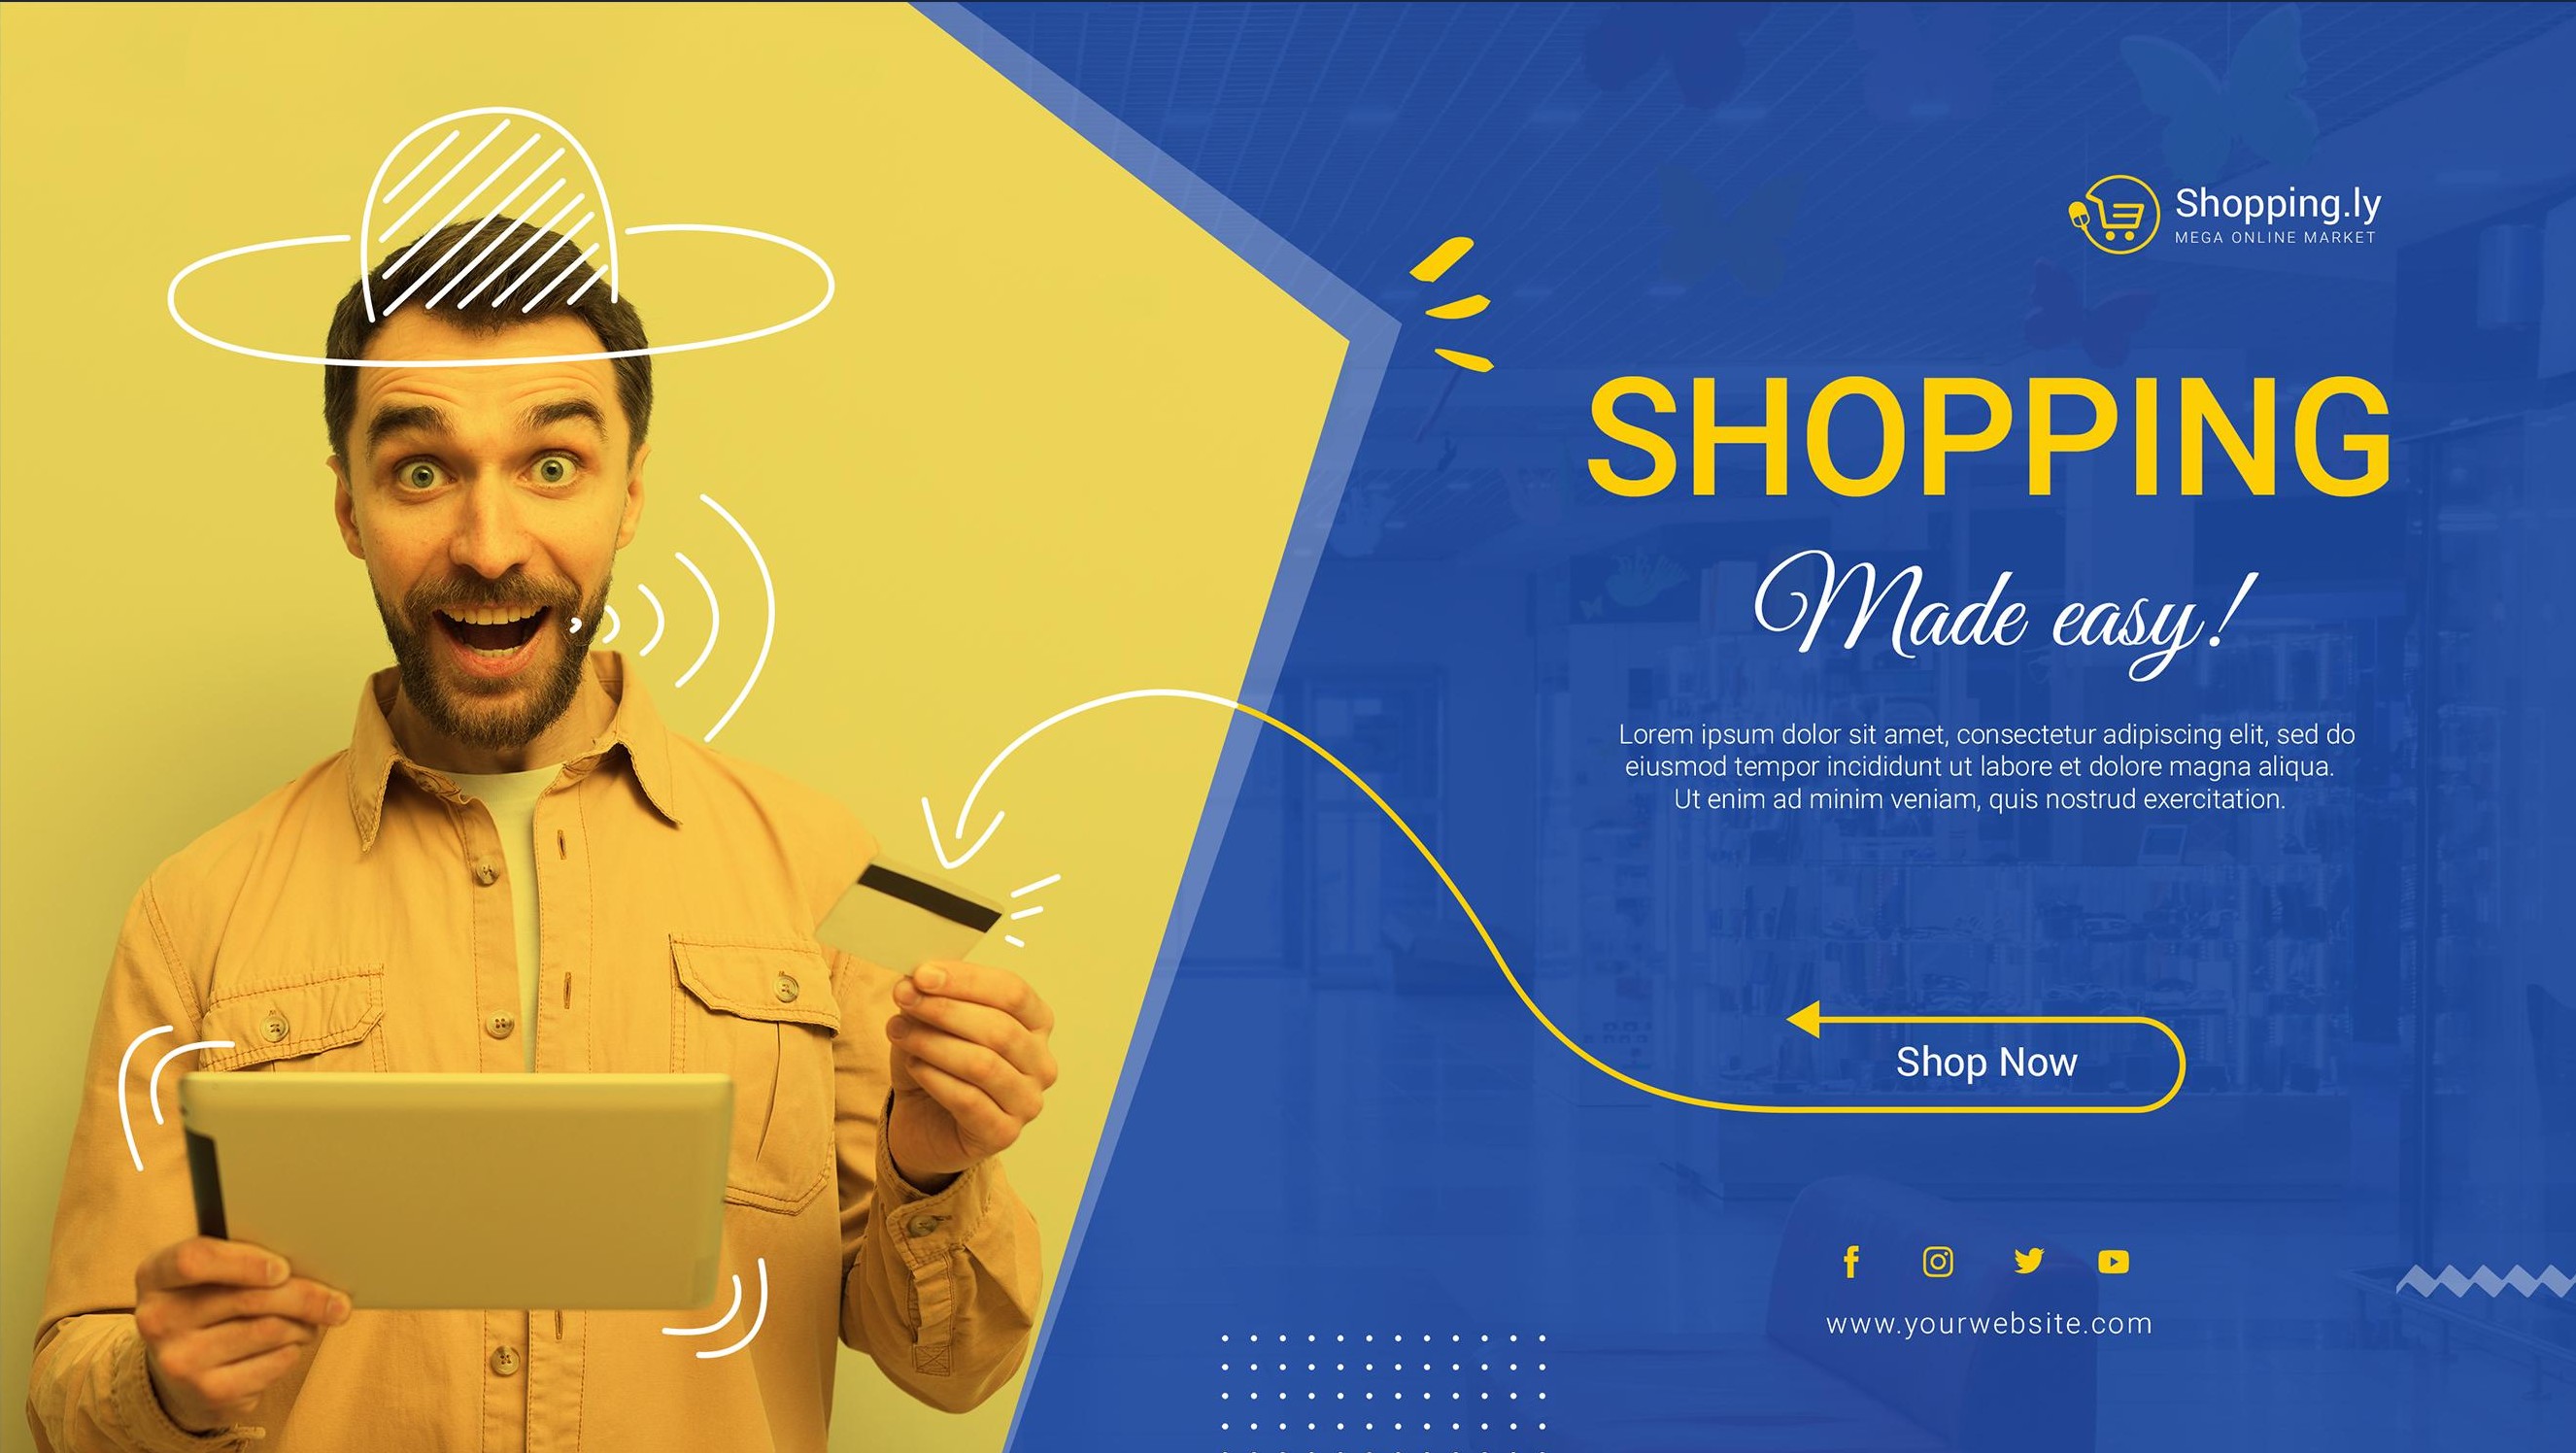 Shopping.ly
MEGA ONLINE MARKET
SHOPPING
Made easy!
Lorem ipsum dolor sit amet, consectetur adipiscing elit, sed do
eiusmod tempor incididunt ut labore et dolore magna aliqua.
Ut enim ad minim veniam, quis nostrud exercitation.
Shop Now
www.yourwebsite.com